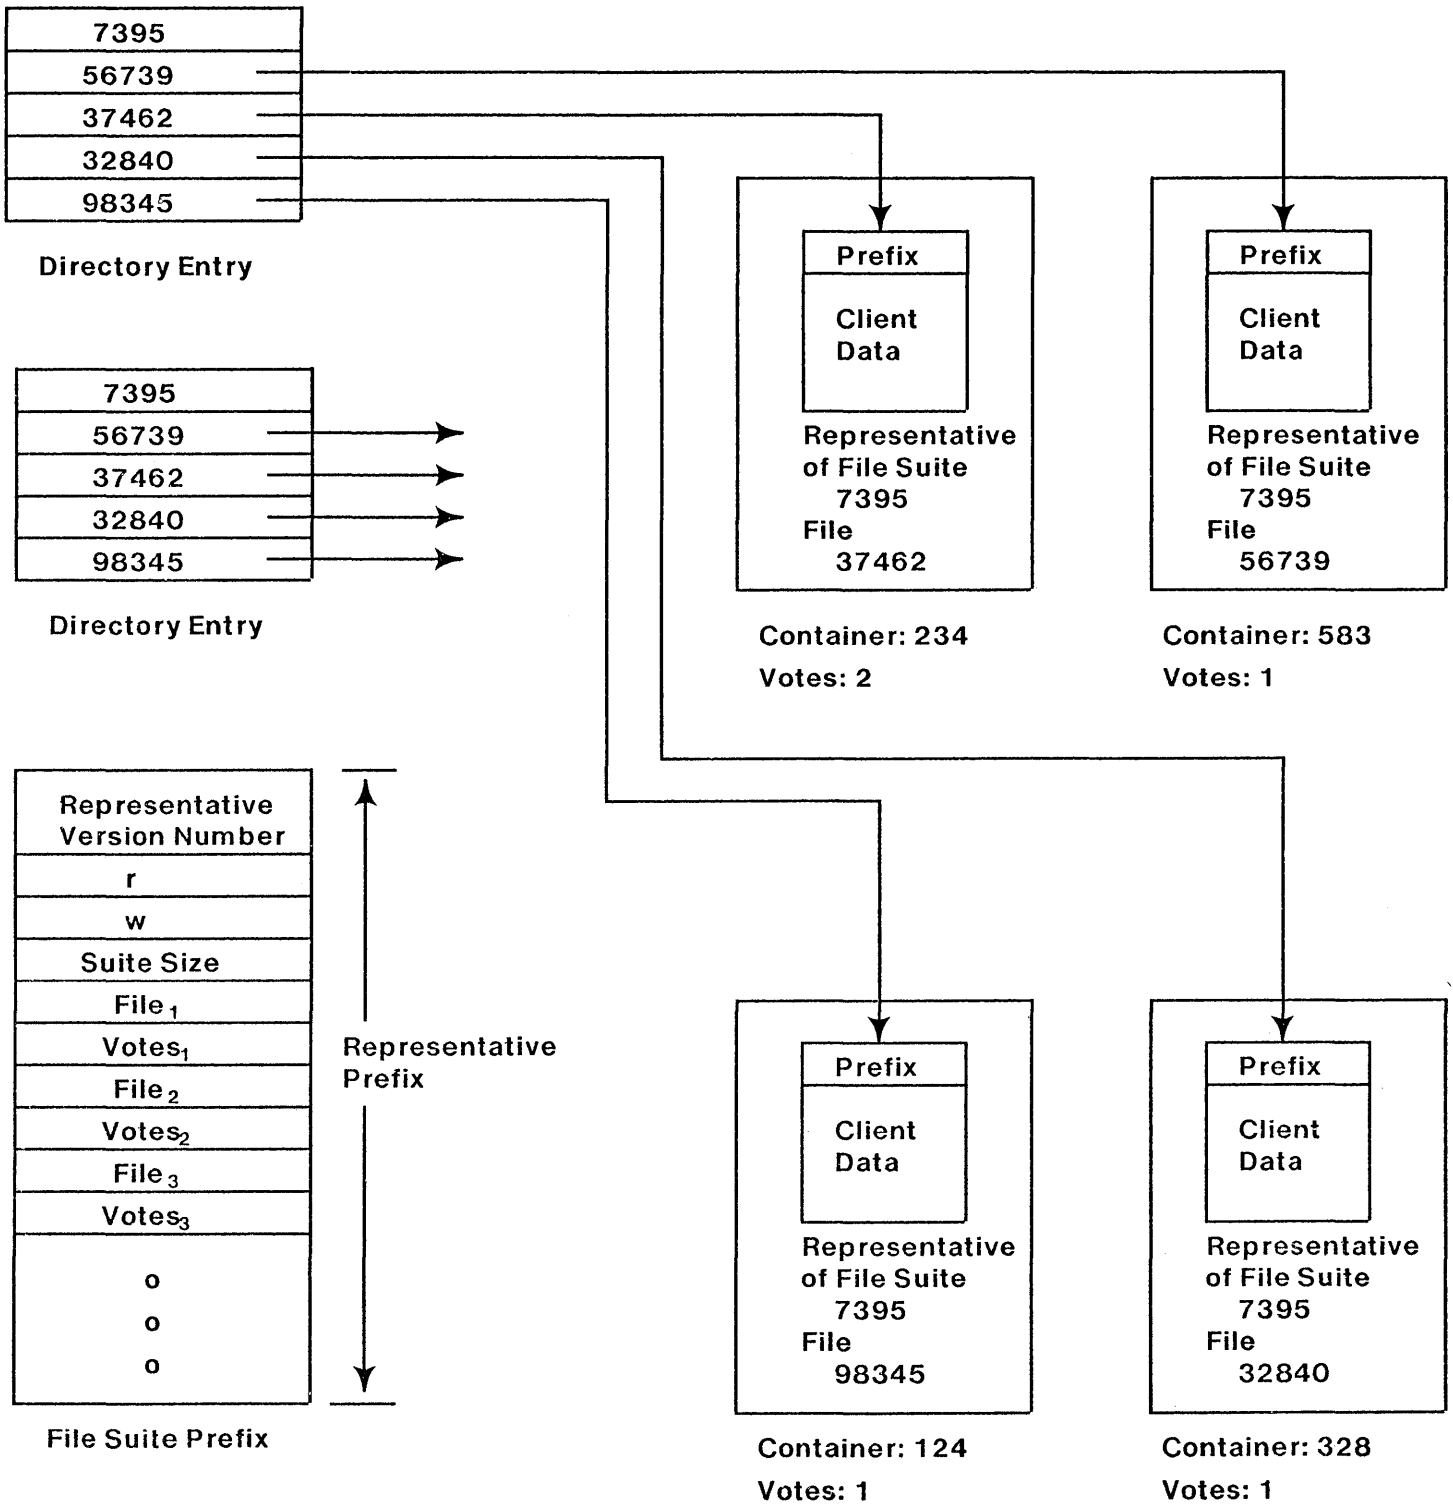 7395
56739
37462
32840
98345
Directory Entry
7395
56739
37462
32840
98345
Directory Entry
Representative
Version Number
r
w
Suite Size
File₁
Votes₁
File₂
Votes₂
File₃
Votes₃
o
o
o
File Suite Prefix
Representative
Prefix
Prefix
Client
Data
Representative
of File Suite
7395
File
37462
Container: 234
Votes: 2
Prefix
Client
Data
Representative
of File Suite
7395
File
56739
Container: 583
Votes: 1
Prefix
Client
Data
Representative
of File Suite
7395
File
98345
Container: 124
Votes: 1
Prefix
Client
Data
Representative
of File Suite
7395
File
32840
Container: 328
Votes: 1